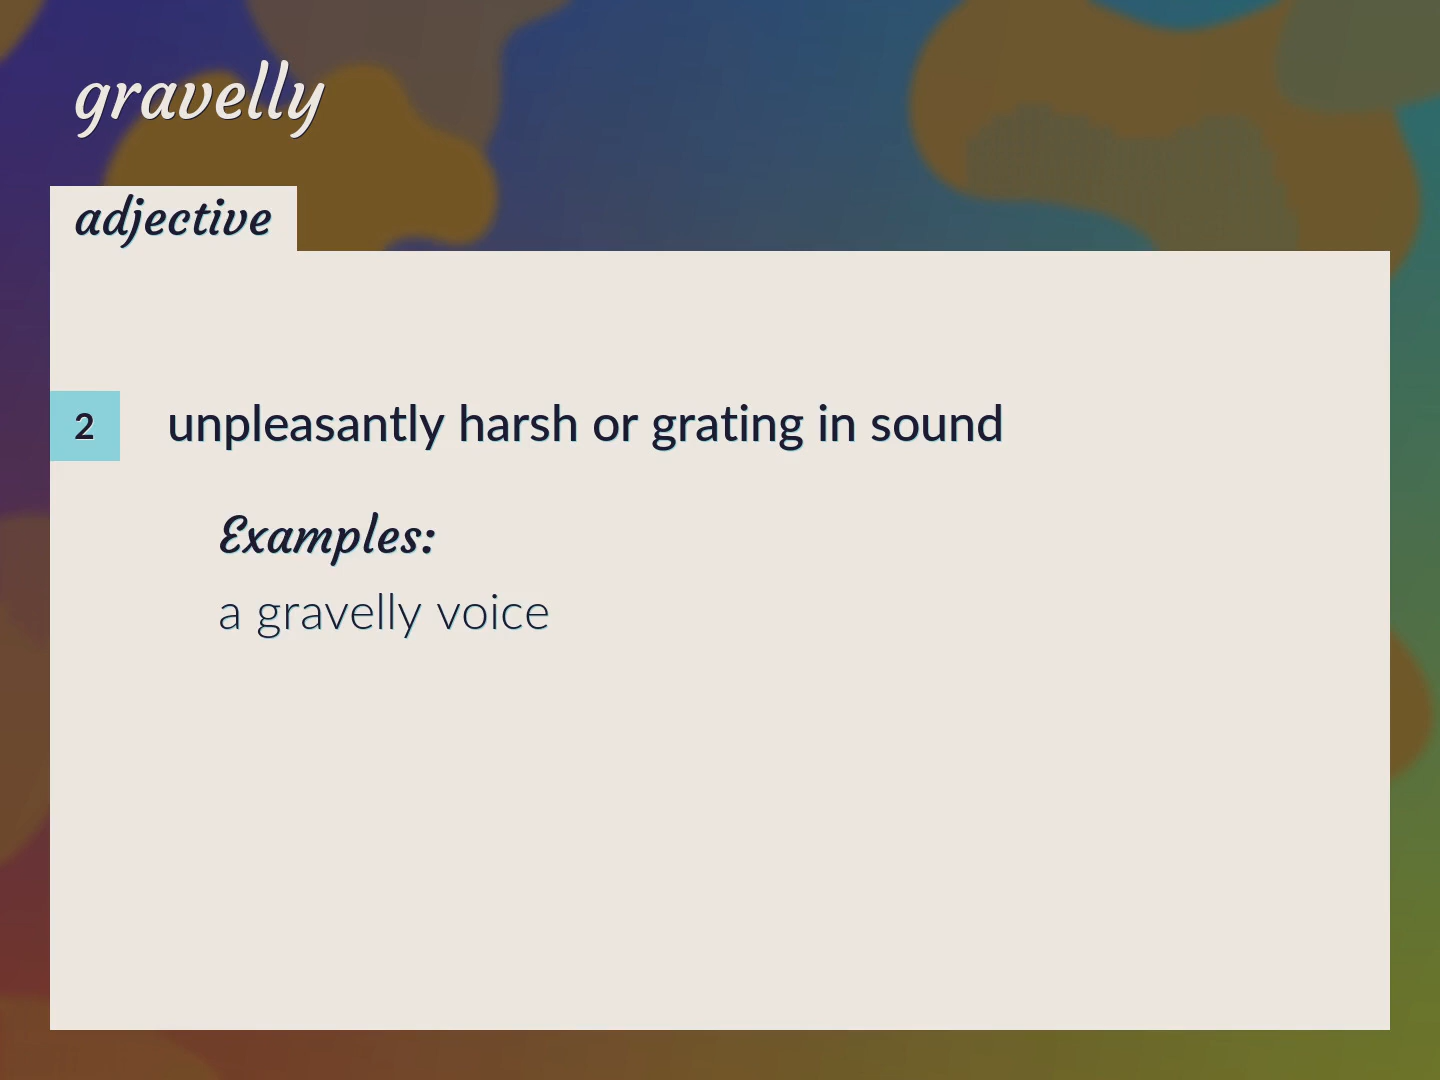 gravelly
adjective
2 unpleasantly harsh or grating in sound
Examples:
a gravelly voice